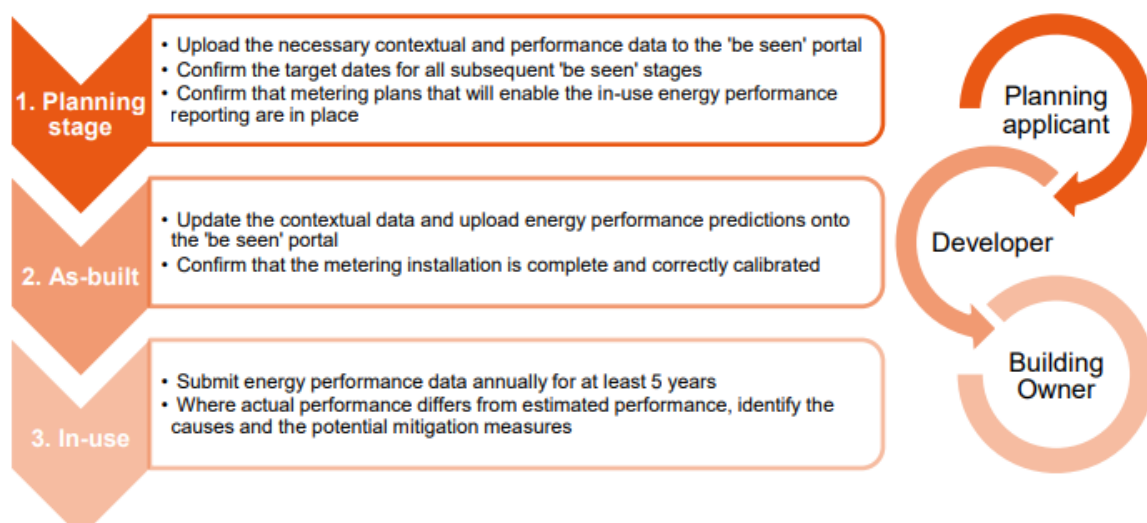 1. Planning
stage
• Upload the necessary contextual and performance data to the 'be seen' portal
• Confirm the target dates for all subsequent 'be seen' stages
• Confirm that metering plans that will enable the in-use energy performance
reporting are in place
Planning
applicant
2. As-built
• Update the contextual data and upload energy performance predictions onto
the 'be seen' portal
• Confirm that the metering installation is complete and correctly calibrated
Developer
3. In-use
• Submit energy performance data annually for at least 5 years
• Where actual performance differs from estimated performance, identify the
causes and the potential mitigation measures
Building
Owner